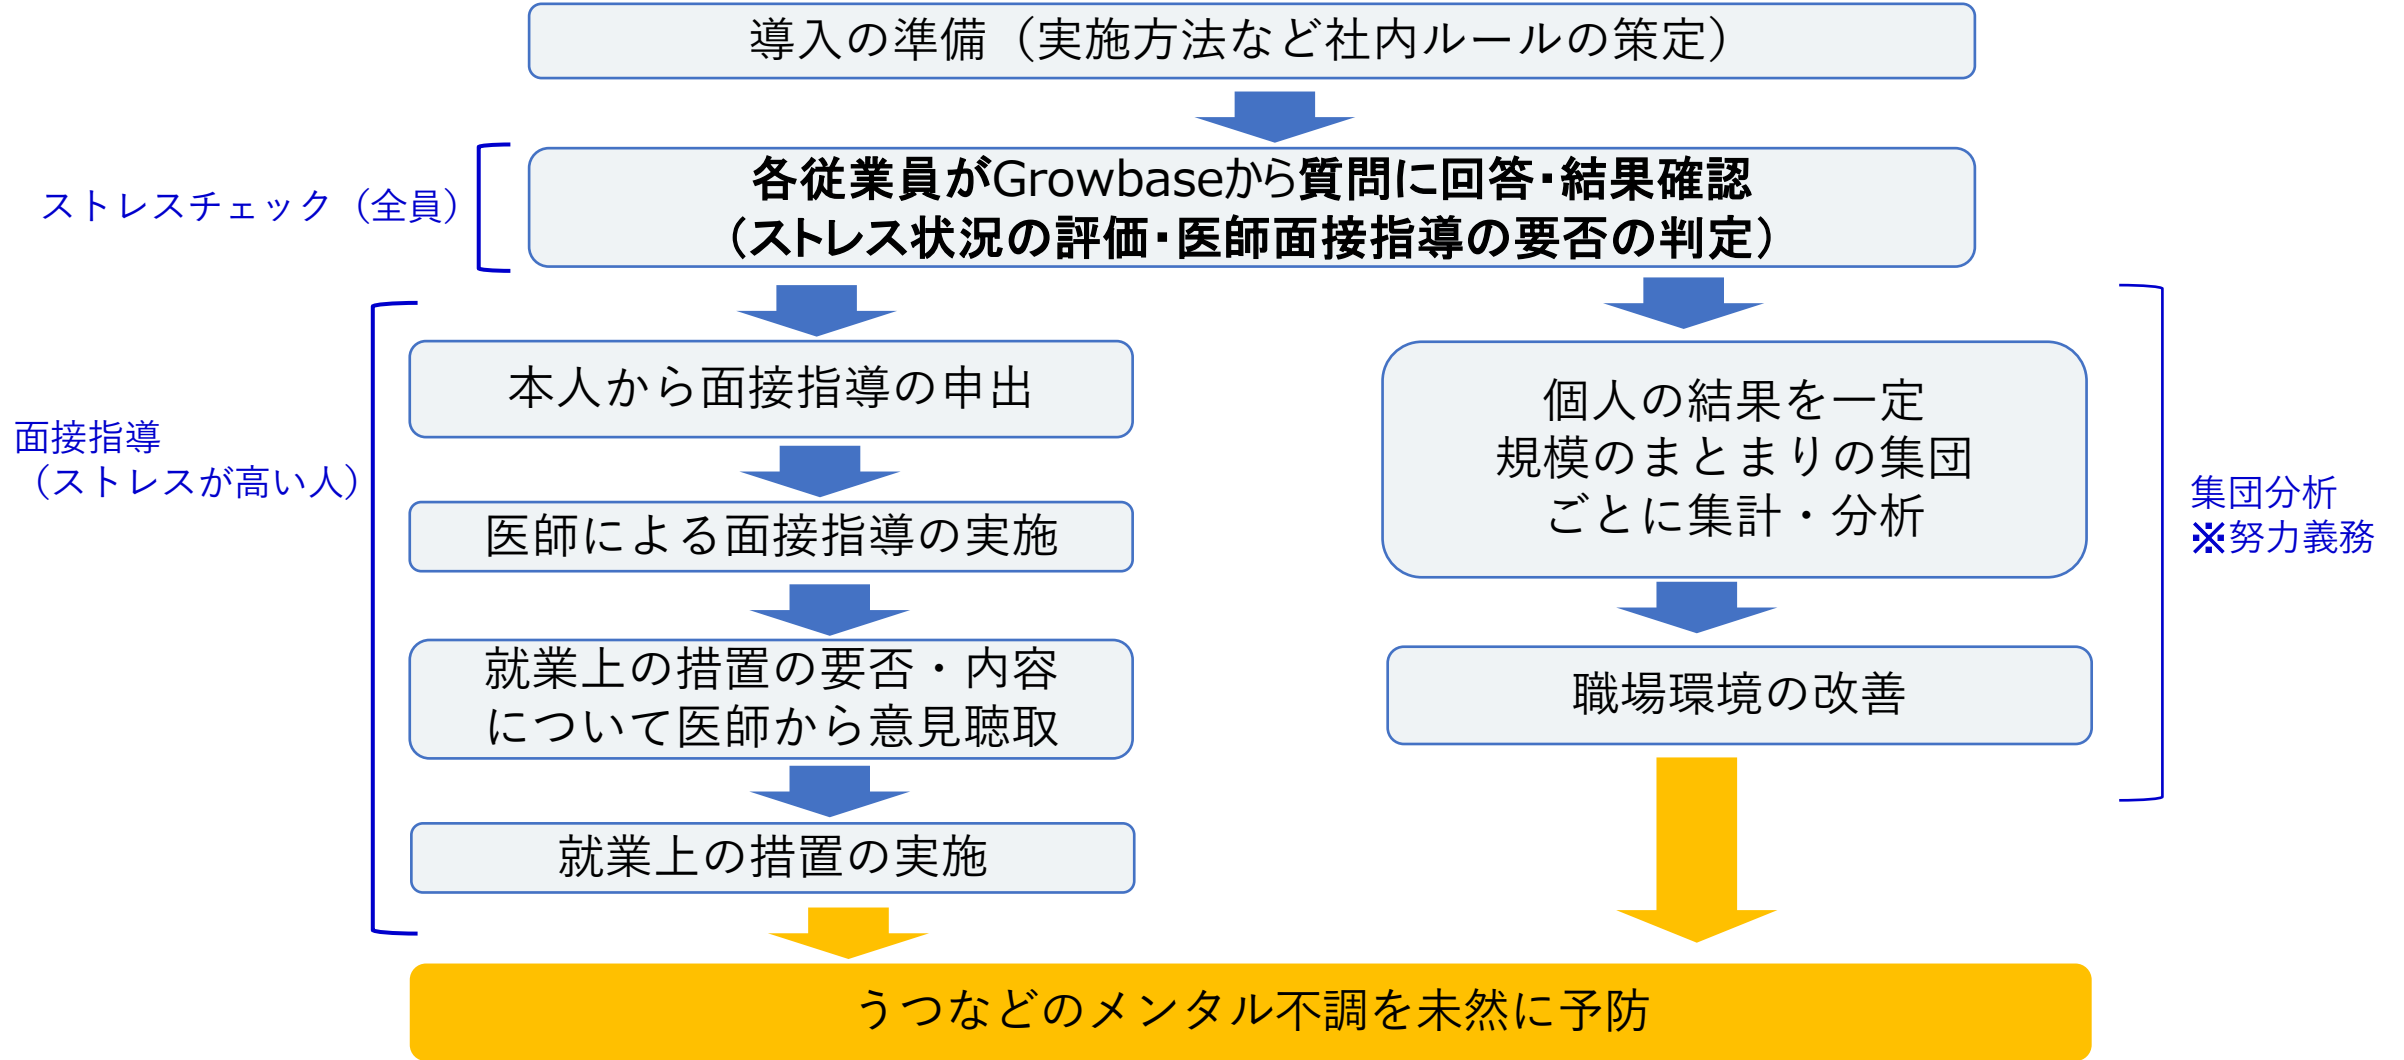 導入の準備（実施方法など社内ルールの策定）
ストレスチェック（全員）
各従業員がGrowbaseから質問に回答・結果確認
（ストレス状況の評価・医師面接指導の要否の判定）
面接指導
（ストレスが高い人）
本人から面接指導の申出
医師による面接指導の実施
就業上の措置の要否・内容
について医師から意見聴取
就業上の措置の実施
個人の結果を一定
規模のまとまりの集団
ごとに集計・分析
職場環境の改善
集団分析
※努力義務
うつなどのメンタル不調を未然に予防